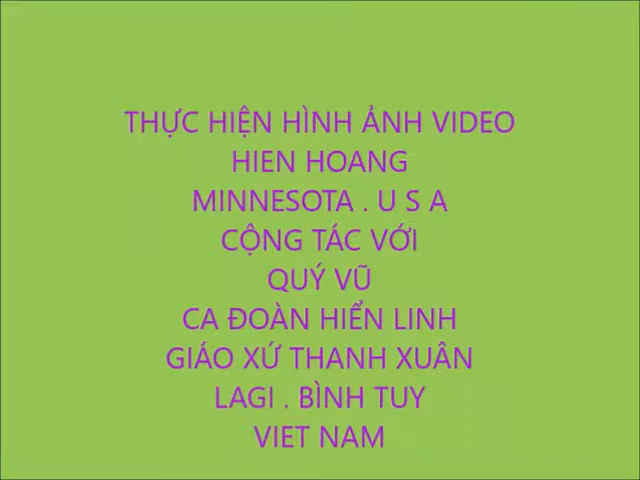 THỰC HIỆN HÌNH ẢNH VIDEO
HIEN HOANG
MINNESOTA . U S A
CỘNG TÁC VỚI
QUÝ VŨ
CA ĐOÀN HIỂN LINH
GIÁO XỨ THANH XUÂN
LAGI . BÌNH TUY
VIET NAM